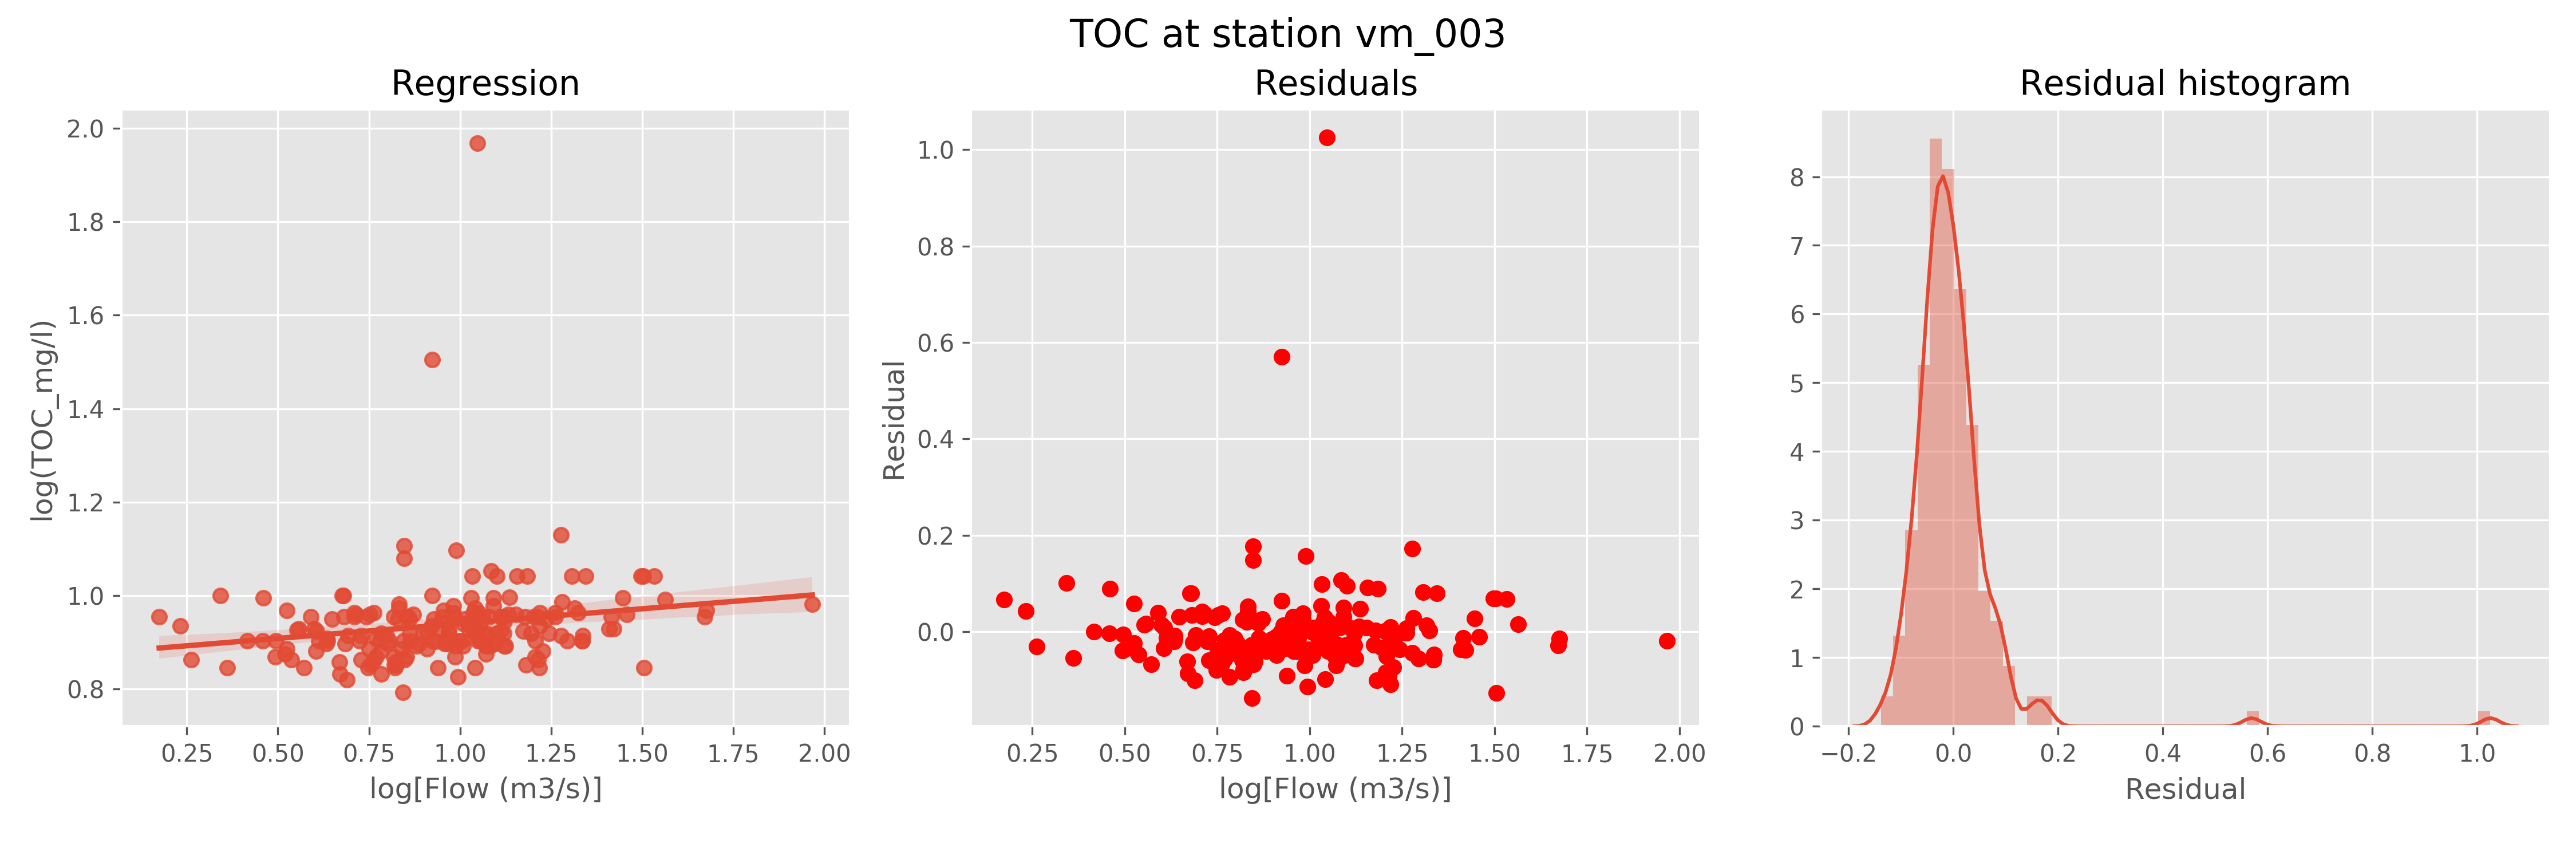 TOC at station vm_003
Regression
2.0
1.8
1.6
1.4
1.2
1.0
0.8
log(TOC_mg/l)
0.25 0.50 0.75 1.00 1.25 1.50 1.75 2.00
log[Flow (m3/s)]
Residuals
1.0
0.8
0.6
0.4
0.2
0.0
Residual
0.25 0.50 0.75 1.00 1.25 1.50 1.75 2.00
log[Flow (m3/s)]
Residual histogram
8
7
6
5
4
3
2
1
0
−0.2 0.0 0.2 0.4 0.6 0.8 1.0
Residual